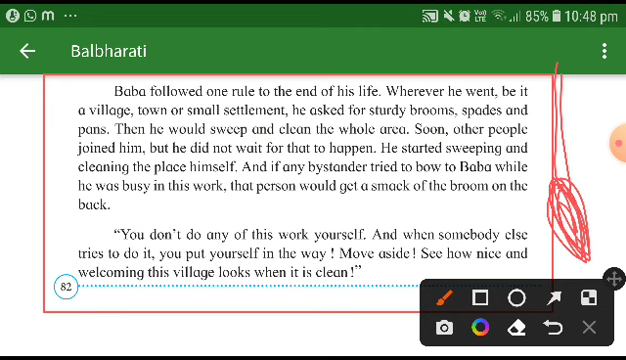 m ... Vo)) LTE 85% 10:48 pm
Balbharati
Baba followed one rule to the end of his life. Wherever he went, be it
a village, town or small settlement, he asked for sturdy brooms, spades and
pans. Then he would sweep and clean the whole area. Soon, other people
joined him, but he did not wait for that to happen. He started sweeping and
cleaning the place himself. And if any bystander tried to bow to Baba while
he was busy in this work, that person would get a smack of the broom on the
back.
“You don’t do any of this work yourself. And when somebody else
tries to do it, you put yourself in the way ! Move aside ! See how nice and
welcoming this village looks when it is clean !”
82